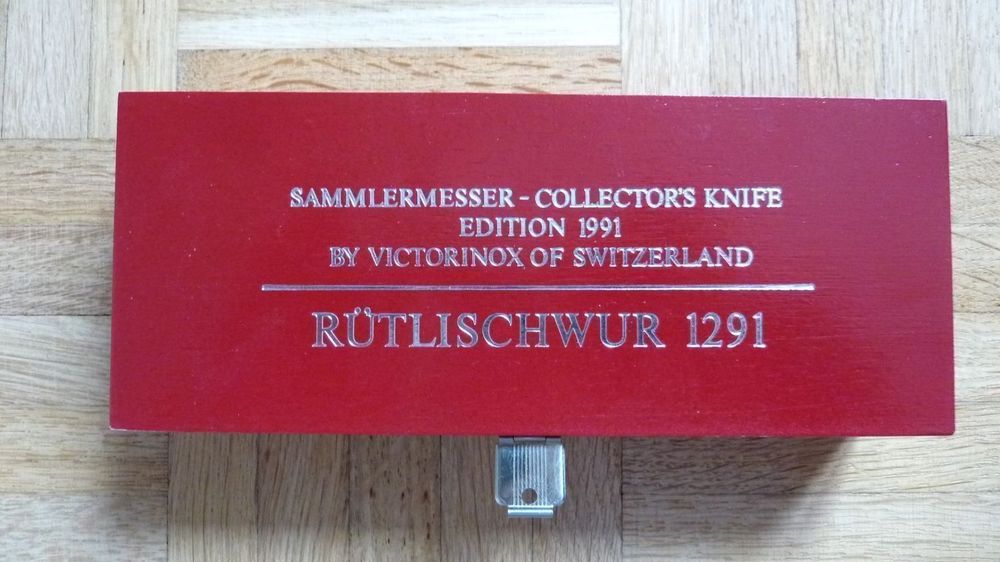 SAMMLERMESSER - COLLECTOR'S KNIFE
EDITION 1991
BY VICTORINOX OF SWITZERLAND
RÜTLISCHWUR 1291